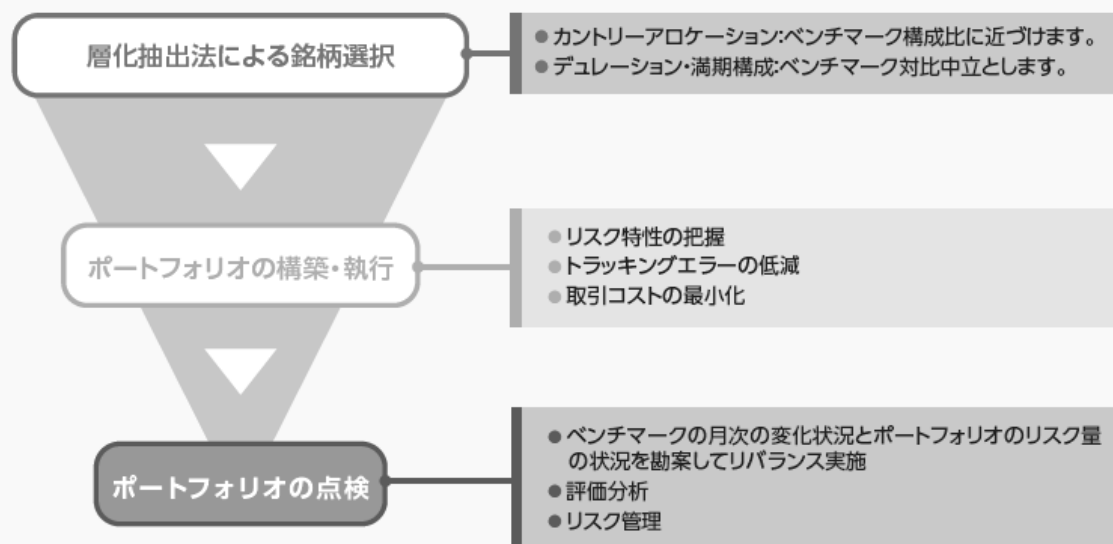 層化抽出法による銘柄選択
●カントリーアロケーション:ベンチマーク構成比に近づけます。
●デュレーション・満期構成:ベンチマーク対比中立とします。
ポートフォリオの構築・執行
●リスク特性の把握
●トラッキングエラーの低減
●取引コストの最小化
ポートフォリオの点検
●ベンチマークの月次の変化状況とポートフォリオのリスク量
の状況を勘案してリバランス実施
●評価分析
●リスク管理